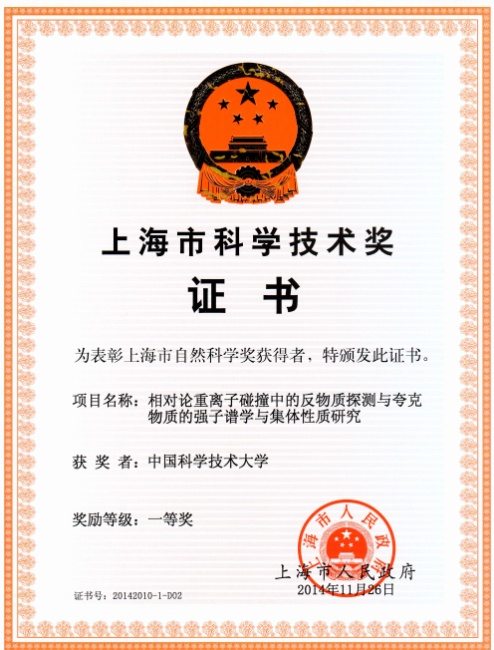 上海市科学技术奖
证书
为表彰上海市自然科学奖获得者，特颁发此证书。
项目名称：相对论重离子碰撞中的反物质探测与夸克
物质的强子谱学与集体性质研究
获奖者：中国科学技术大学
奖励等级：一等奖
上海市人民政府
上海市人民政府
2014年11月26日
证书号：20142010-1-D02